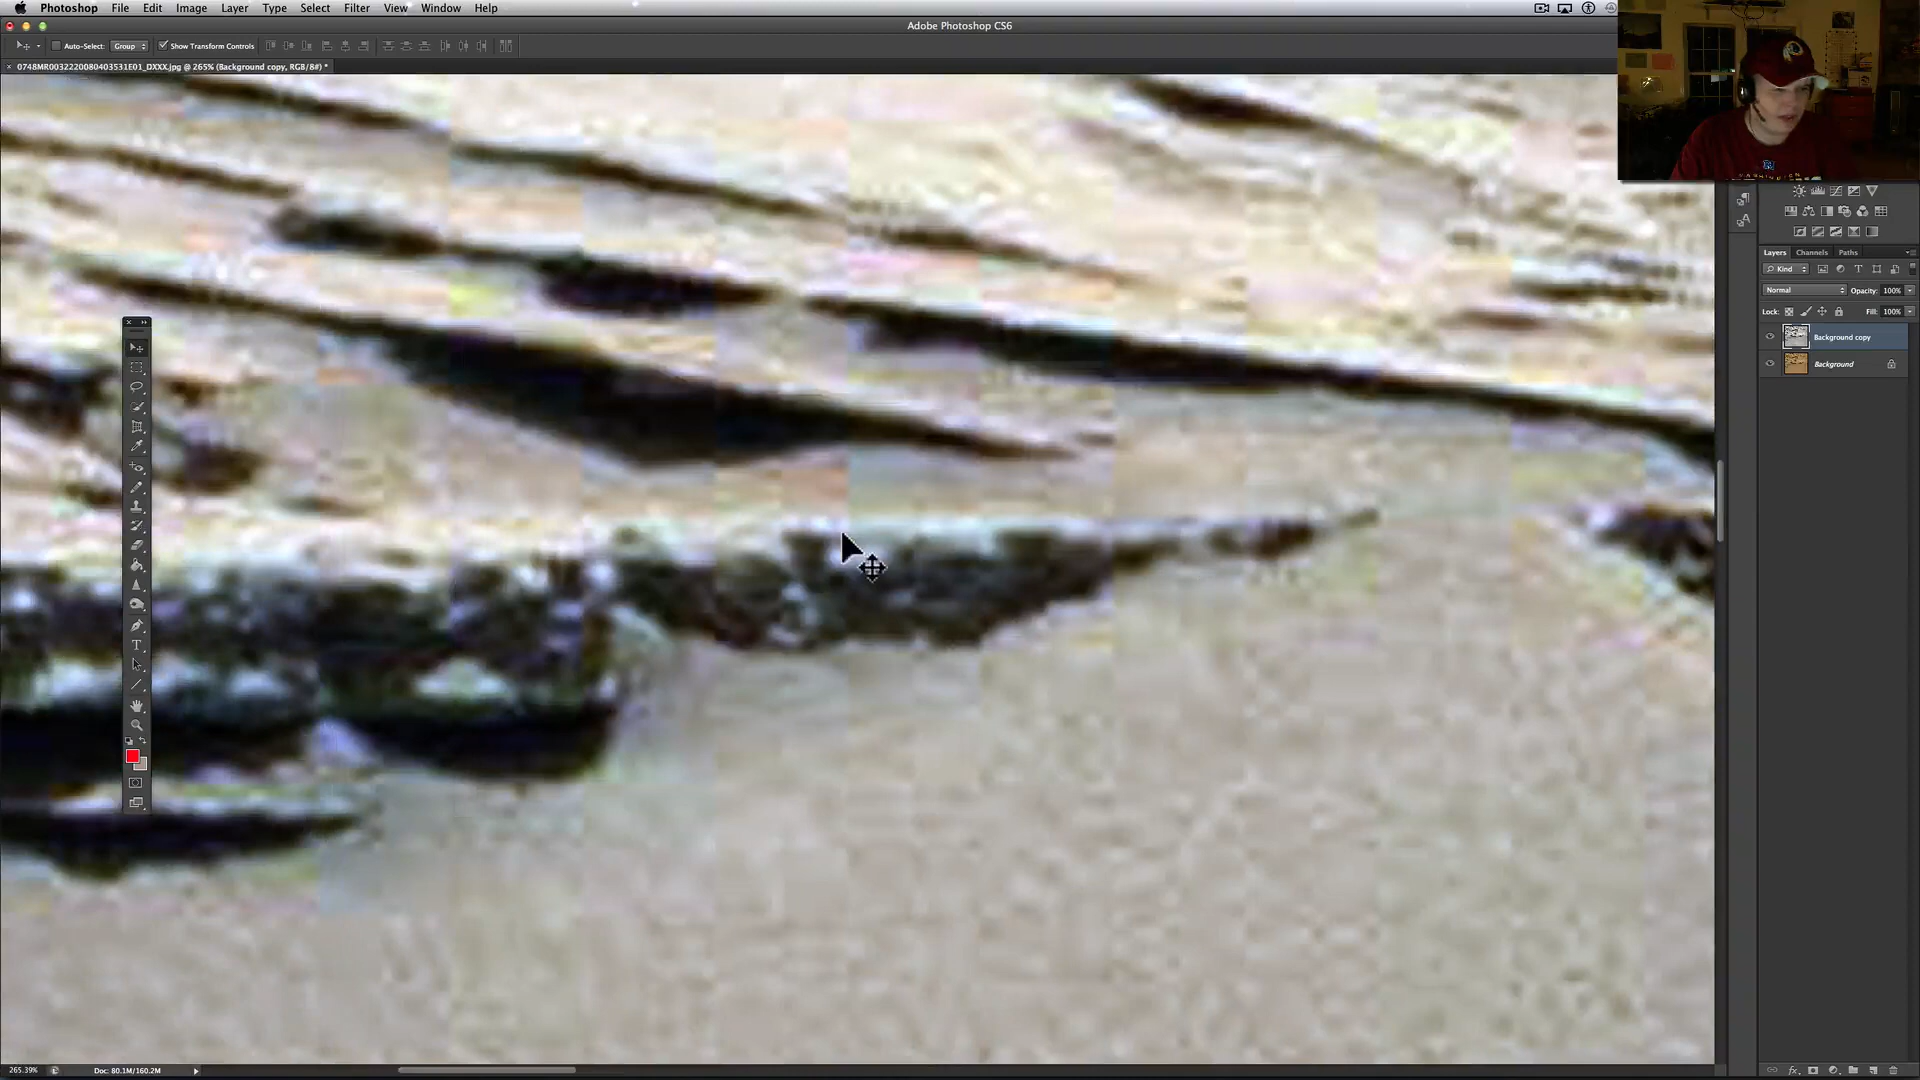 Photoshop File Edit Image Layer Type Select Filter View Window Help
Adobe Photoshop CS6
Auto-Select: Group Show Transform Controls
0748MR0032220080403531E01_DXXX.jpg @ 265% (Background copy, RGB/8#) *
WASHINGTON
Layers Channels Paths
Kind
Normal Opacity: 100%
Lock: Fill: 100%
Background copy
Background
265.39% Doc: 80.1M/160.2M